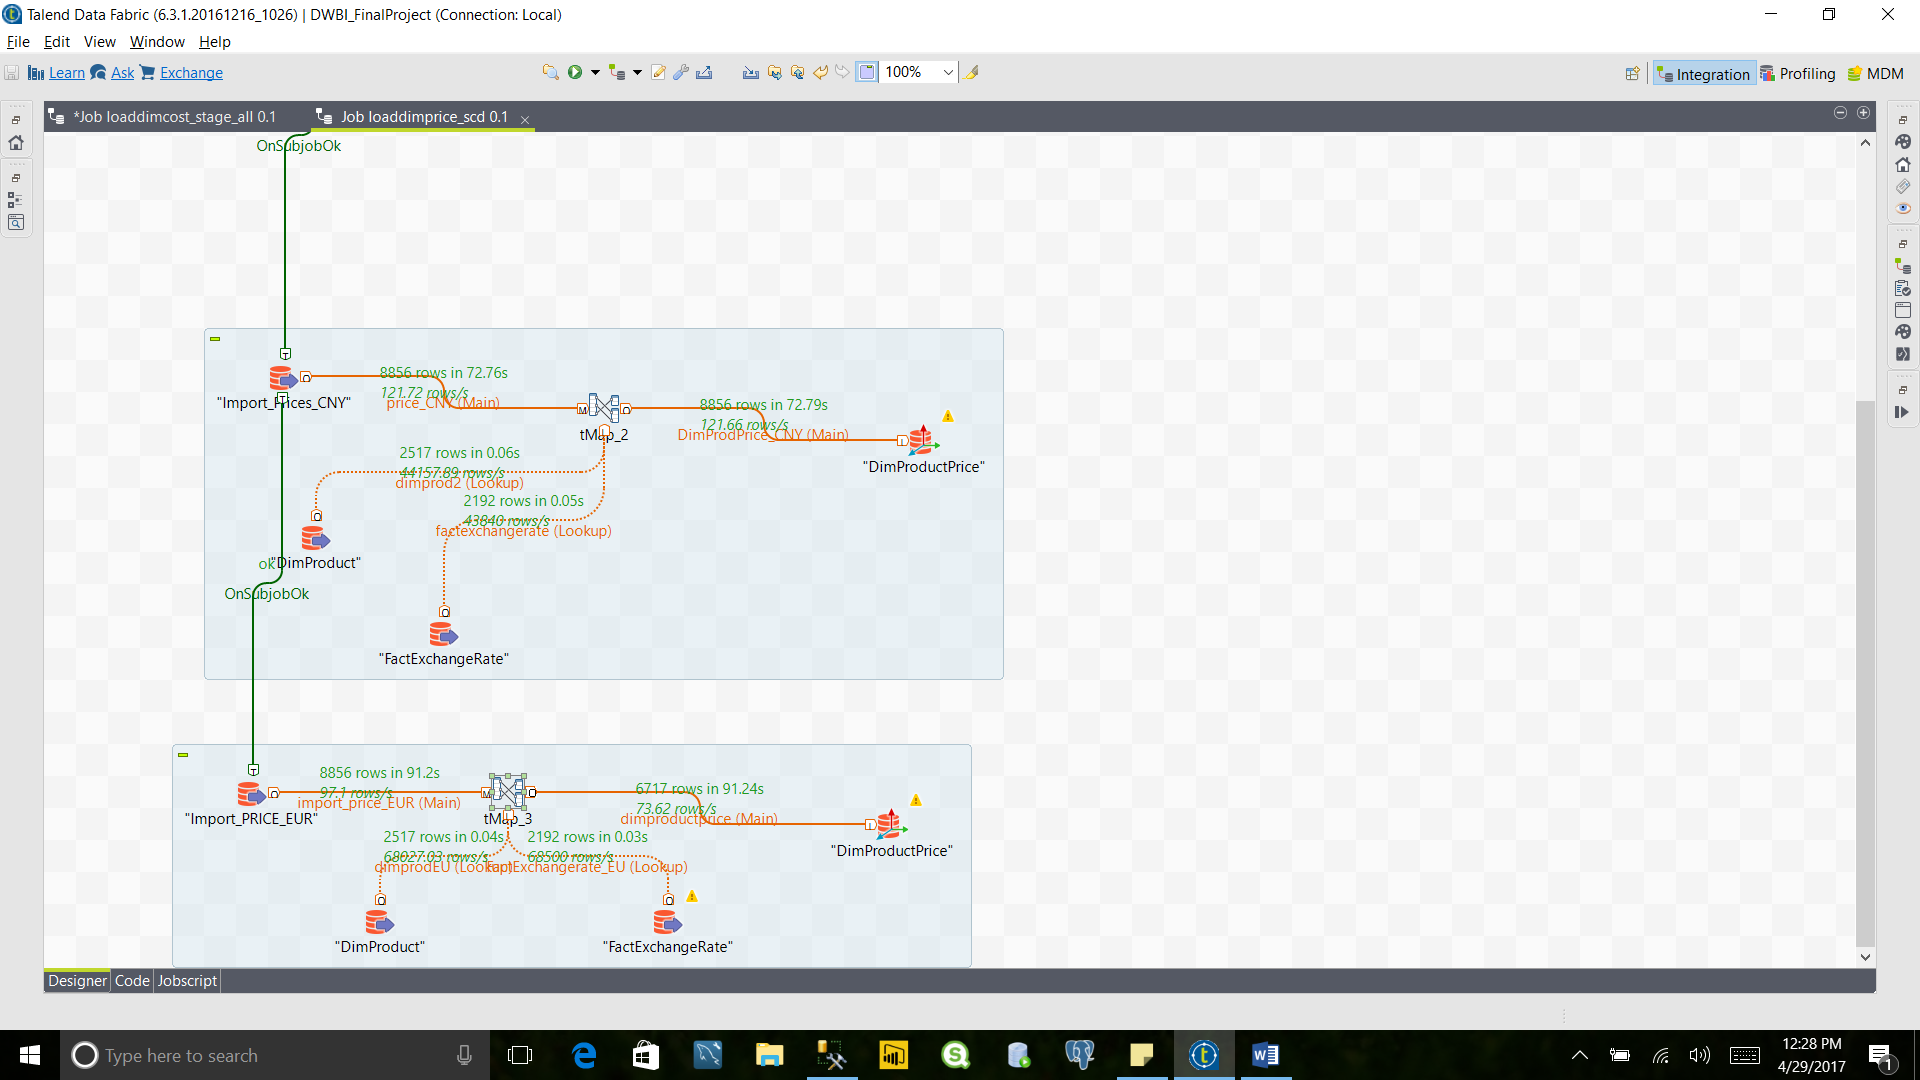 Talend Data Fabric (6.3.1.20161216_1026) | DWBI_FinalProject (Connection: Local)
File Edit View Window Help
Learn Ask Exchange
100%
Integration Profiling MDM
*Job loaddimcost_stage_all 0.1
Job loaddimprice_scd 0.1
OnSubjobOk
8856 rows in 72.76s
121.72 rows/s
price_CNY (Main)
"Import_Prices_CNY"
tMap_2
8856 rows in 72.79s
121.66 rows/s
DimProdPrice_CNY (Main)
"DimProductPrice"
2517 rows in 0.06s
44157.89 rows/s
dimprod2 (Lookup)
2192 rows in 0.05s
43840 rows/s
factexchangerate (Lookup)
ok
"DimProduct"
OnSubjobOk
"FactExchangeRate"
8856 rows in 91.2s
97.1 rows/s
import_price_EUR (Main)
"Import_PRICE_EUR"
tMap_3
6717 rows in 91.24s
73.62 rows/s
dimproductprice (Main)
"DimProductPrice"
2517 rows in 0.04s
68027.03 rows/s
dimprodEU (Lookup)
2192 rows in 0.03s
68500 rows/s
FactExchangerate_EU (Lookup)
"DimProduct"
"FactExchangeRate"
Designer Code Jobscript
Type here to search
12:28 PM
4/29/2017
1